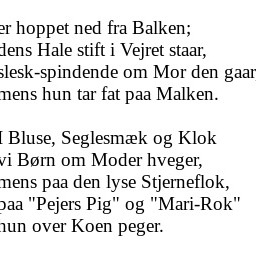 er hoppet ned fra Balken;
dens Hale stift i Vejret staar,
slesk-spindende om Mor den gaar,
mens hun tar fat paa Malken.

I Bluse, Seglesmæk og Klok
vi Børn om Moder hveger,
mens paa den lyse Stjerneflok,
paa "Pejers Pig" og "Mari-Rok"
hun over Koen peger.